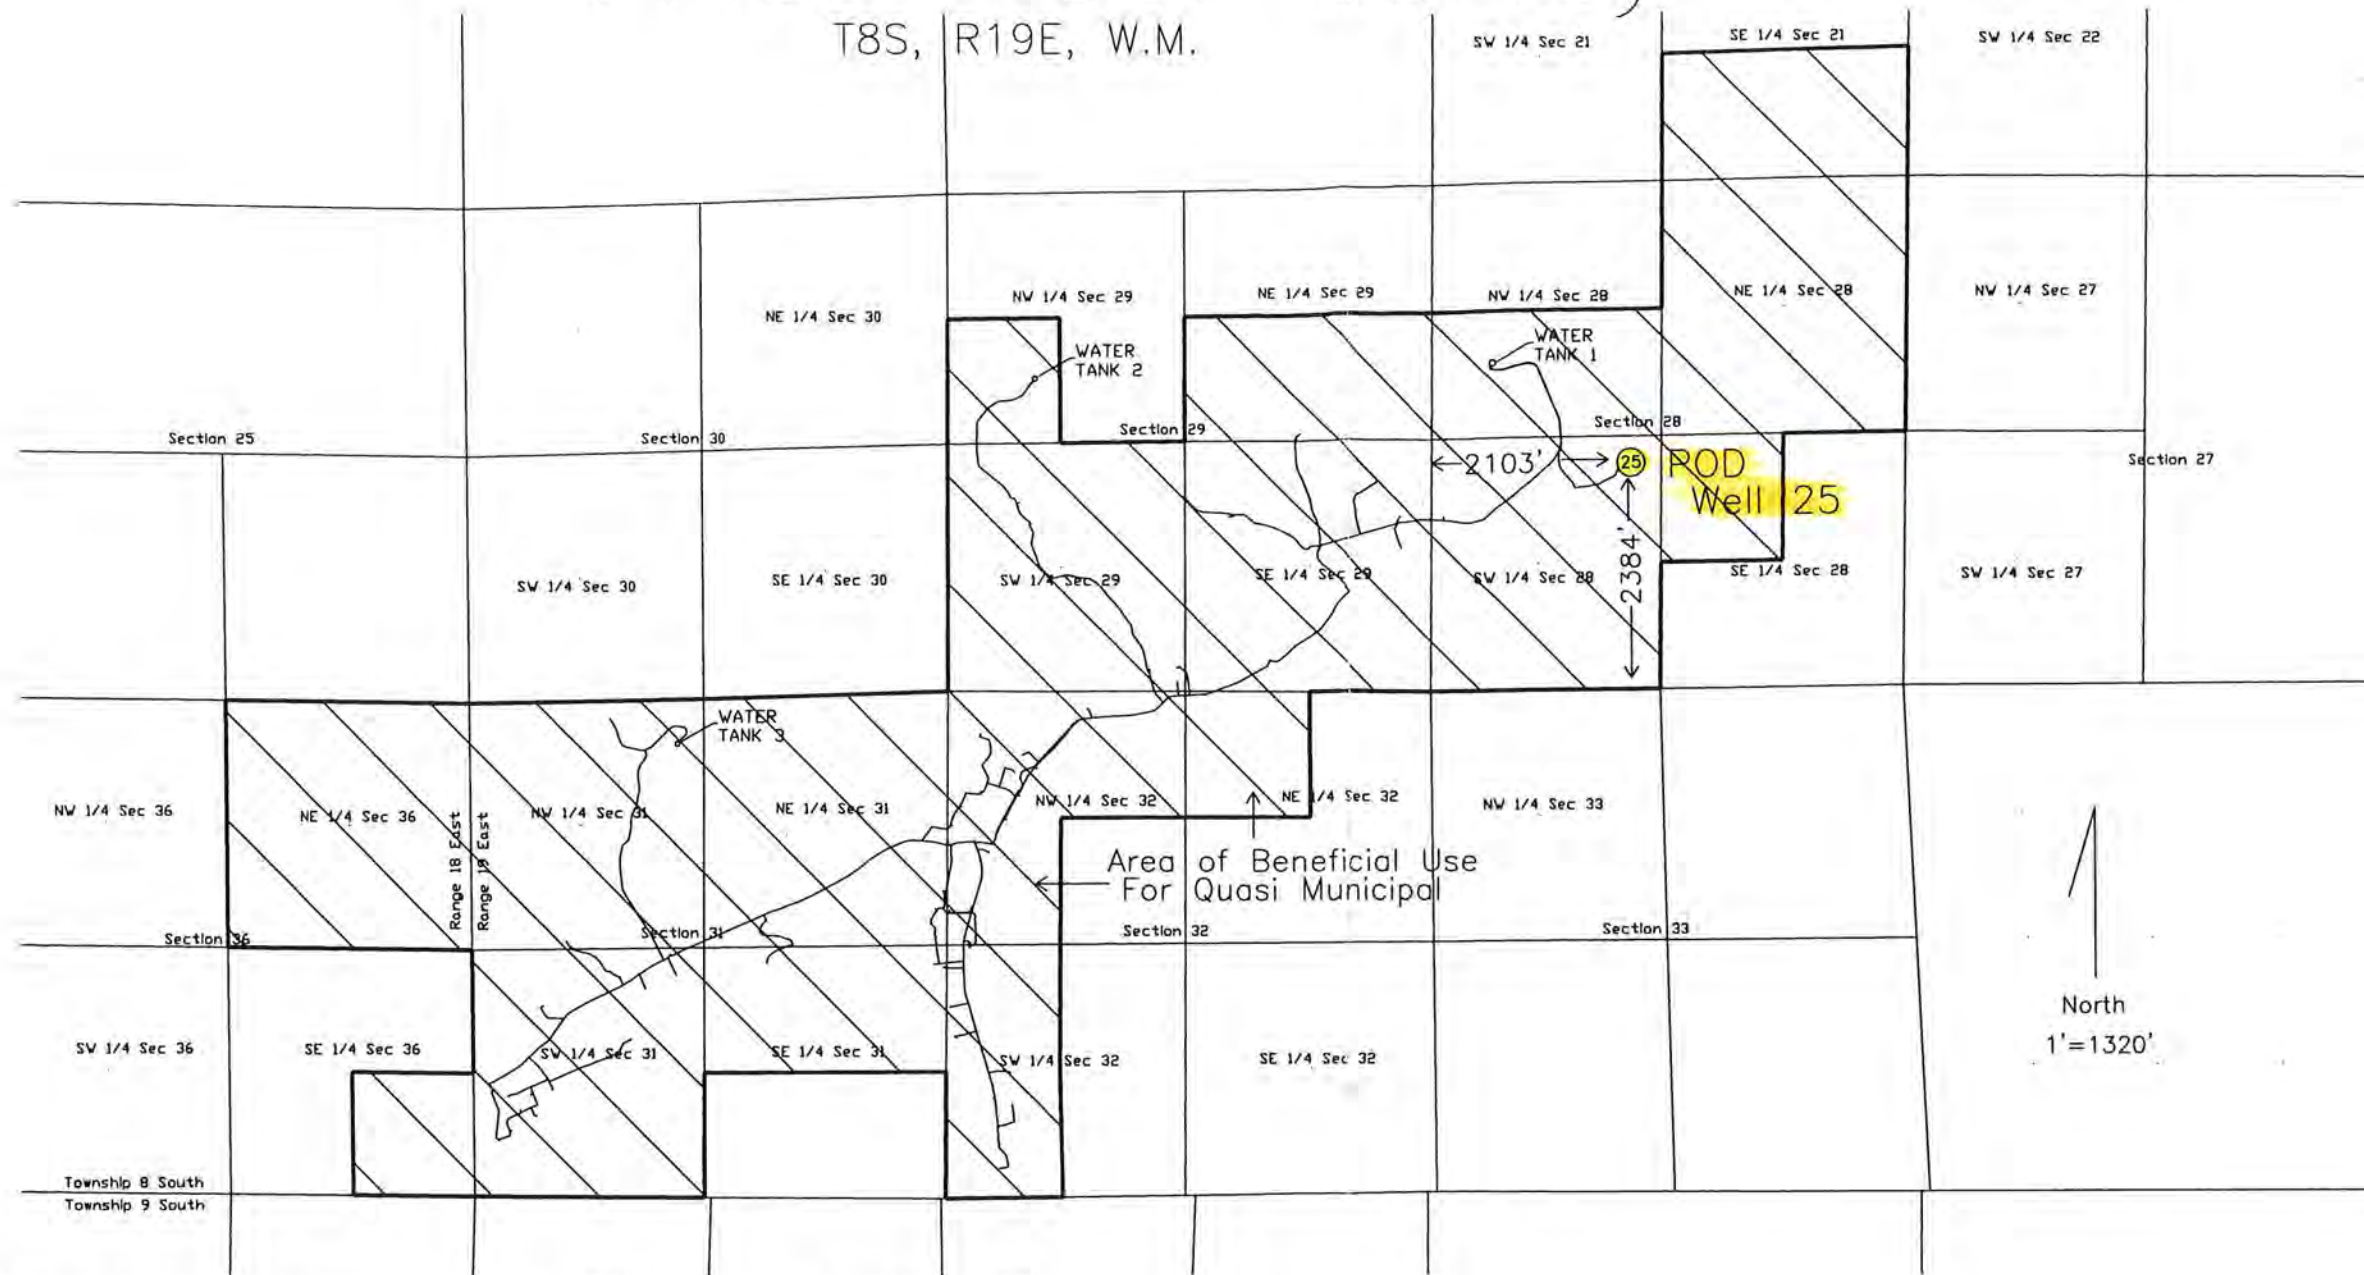 T8S, R19E, W.M.
SW 1/4 Sec 21
SE 1/4 Sec 21
SW 1/4 Sec 22
NE 1/4 Sec 30
NW 1/4 Sec 29
NE 1/4 Sec 29
NW 1/4 Sec 28
NE 1/4 Sec 28
NW 1/4 Sec 27
WATER
TANK 2
WATER
TANK 1
Section 25
Section 30
Section 29
Section 28
Section 27
2103'
25
POD
Well 25
2384'
SW 1/4 Sec 30
SE 1/4 Sec 30
SW 1/4 Sec 29
SE 1/4 Sec 29
SW 1/4 Sec 28
SE 1/4 Sec 28
SW 1/4 Sec 27
WATER
TANK 3
NW 1/4 Sec 36
NE 1/4 Sec 36
Range 18 East
Range 19 East
NW 1/4 Sec 31
NE 1/4 Sec 31
NW 1/4 Sec 32
NE 1/4 Sec 32
NW 1/4 Sec 33
Area of Beneficial Use
For Quasi Municipal
Section 36
Section 31
Section 32
Section 33
SW 1/4 Sec 36
SE 1/4 Sec 36
SW 1/4 Sec 31
SE 1/4 Sec 31
SW 1/4 Sec 32
SE 1/4 Sec 32
North
1'=1320'
Township 8 South
Township 9 South